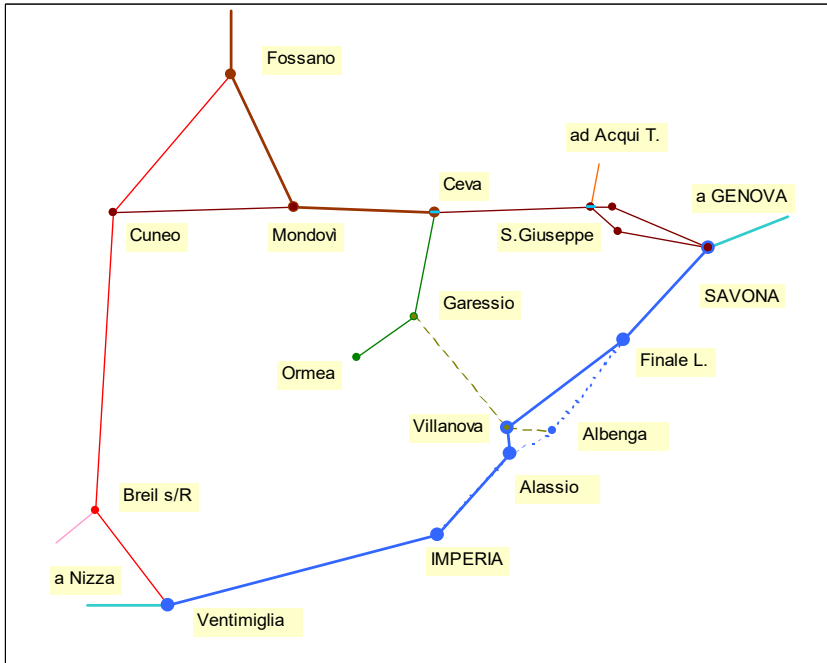 Fossano
ad Acqui T.
Ceva
a GENOVA
Cuneo
Mondovì
S.Giuseppe
SAVONA
Garessio
Ormea
Finale L.
Villanova
Albenga
Alassio
Breil s/R
IMPERIA
a Nizza
Ventimiglia